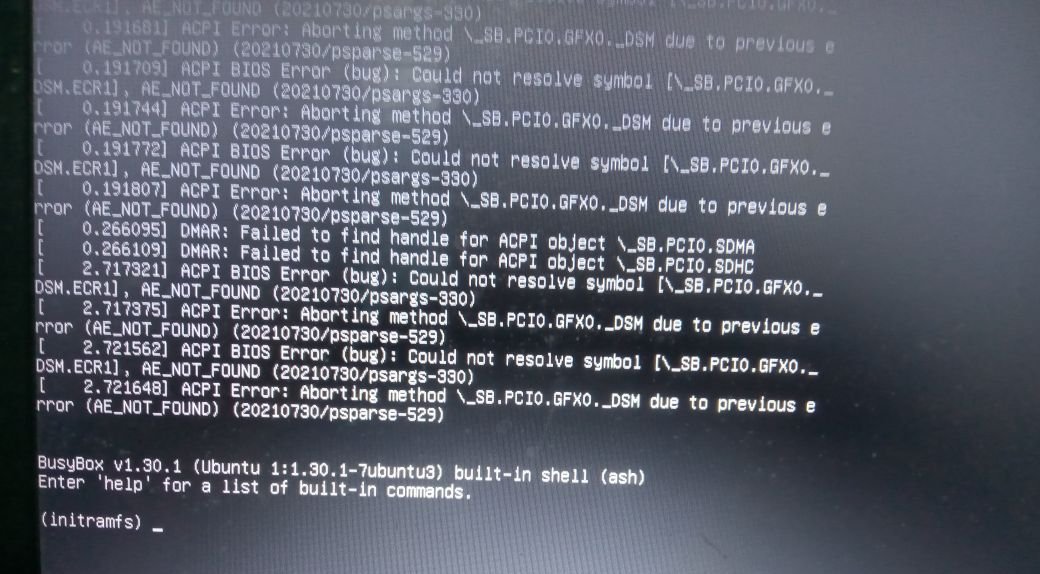 .191631], AE_NOT_FOUND (20210730/psargs-330)
0.191681] ACPI Error: Aborting method \_SB.PCI0.GFX0._DSM due to previous e
rror (AE_NOT_FOUND) (20210730/psparse-529)
[ 0.191709] ACPI BIOS Error (bug): Could not resolve symbol [\_SB.PCI0.GFX0._
DSM.ECR1], AE_NOT_FOUND (20210730/psargs-330)
[ 0.191744] ACPI Error: Aborting method \_SB.PCI0.GFX0._DSM due to previous e
rror (AE_NOT_FOUND) (20210730/psparse-529)
[ 0.191772] ACPI BIOS Error (bug): Could not resolve symbol [\_SB.PCI0.GFX0._
DSM.ECR1], AE_NOT_FOUND (20210730/psargs-330)
[ 0.191807] ACPI Error: Aborting method \_SB.PCI0.GFX0._DSM due to previous e
rror (AE_NOT_FOUND) (20210730/psparse-529)
[ 0.266095] DMAR: Failed to find handle for ACPI object \_SB.PCI0.SDMA
[ 0.266109] DMAR: Failed to find handle for ACPI object \_SB.PCI0.SDHC
[ 2.717321] ACPI BIOS Error (bug): Could not resolve symbol [\_SB.PCI0.GFX0._
DSM.ECR1], AE_NOT_FOUND (20210730/psargs-330)
[ 2.717375] ACPI Error: Aborting method \_SB.PCI0.GFX0._DSM due to previous e
rror (AE_NOT_FOUND) (20210730/psparse-529)
[ 2.721562] ACPI BIOS Error (bug): Could not resolve symbol [\_SB.PCI0.GFX0._
DSM.ECR1], AE_NOT_FOUND (20210730/psargs-330)
[ 2.721648] ACPI Error: Aborting method \_SB.PCI0.GFX0._DSM due to previous e
rror (AE_NOT_FOUND) (20210730/psparse-529)
BusyBox v1.30.1 (Ubuntu 1:1.30.1-7ubuntu3) built-in shell (ash)
Enter 'help' for a list of built-in commands.
(initramfs) _